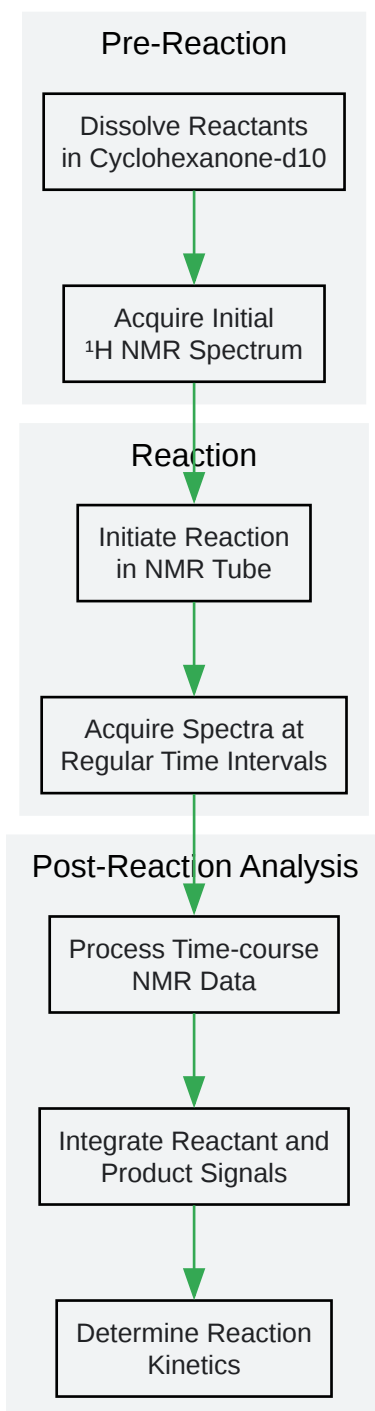 Pre-Reaction
Dissolve Reactants
in Cyclohexanone-d10
Acquire Initial
¹H NMR Spectrum
Reaction
Initiate Reaction
in NMR Tube
Acquire Spectra at
Regular Time Intervals
Post-Reaction Analysis
Process Time-course
NMR Data
Integrate Reactant and
Product Signals
Determine Reaction
Kinetics